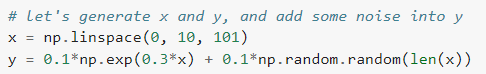 # let's generate x and y, and add some noise into y
x = np.linspace(0, 10, 101)
y = 0.1*np.exp(0.3*x) + 0.1*np.random.random(len(x))